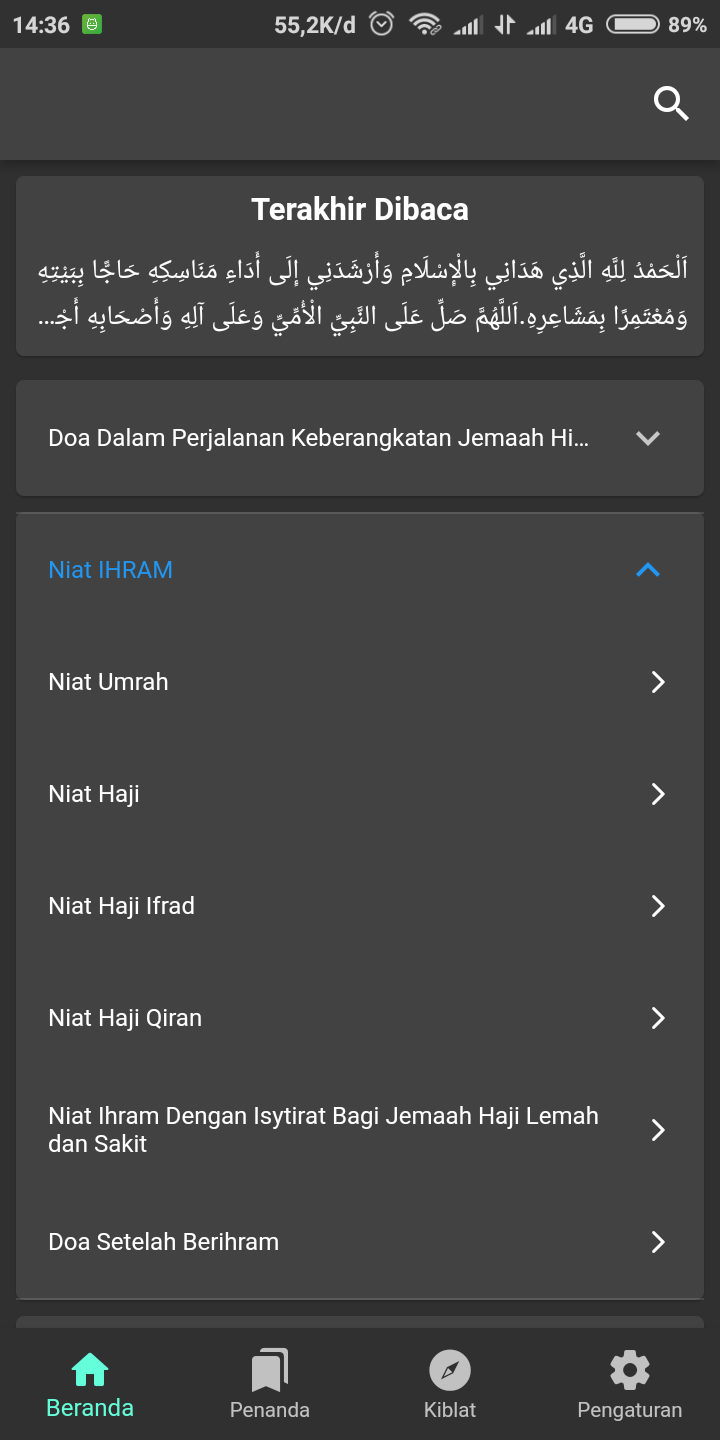 14:36 55,2K/d 4G 89%
Terakhir Dibaca
اَلْحَمْدُ لِلَّهِ الَّذِي هَدَانِي بِالْإِسْلَامِ وَأَرْشَدَنِي إِلَى أَدَاءِ مَنَاسِكِهِ حَاجًّا بِبَيْتِهِ
وَمُعْتَمِرًا بِمَشَاعِرِهِ.اَللَّهُمَّ صَلِّ عَلَى النَّبِيِّ الْأُمِّيِّ وَعَلَى آلِهِ وَأَصْحَابِهِ أَجْ...
Doa Dalam Perjalanan Keberangkatan Jemaah Hi...
Niat IHRAM
Niat Umrah
Niat Haji
Niat Haji Ifrad
Niat Haji Qiran
Niat Ihram Dengan Isytirat Bagi Jemaah Haji Lemah
dan Sakit
Doa Setelah Berihram
Beranda Penanda Kiblat Pengaturan